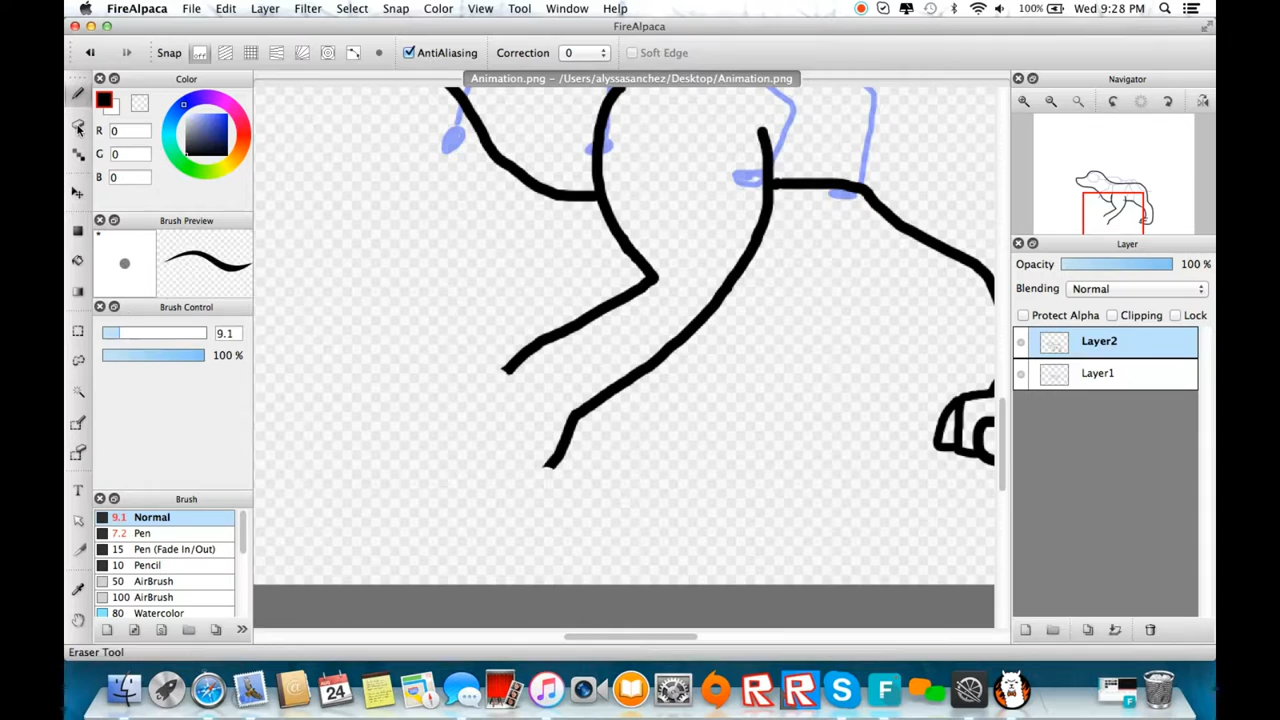 FireAlpaca File Edit Layer Filter Select Snap Color View Tool Window Help 100% Wed 9:28 PM
FireAlpaca
Snap off AntiAliasing Correction 0 Soft Edge
Animation.png – /Users/alyssasanchez/Desktop/Animation.png
Color
R 0
G 0
B 0
Brush Preview
Brush Control
9.1
100 %
Brush
9.1 Normal
7.2 Pen
15 Pen (Fade In/Out)
10 Pencil
50 AirBrush
100 AirBrush
80 Watercolor
Navigator
Layer
Opacity 100 %
Blending Normal
Protect Alpha Clipping Lock
Layer2
Layer1
Eraser Tool
24